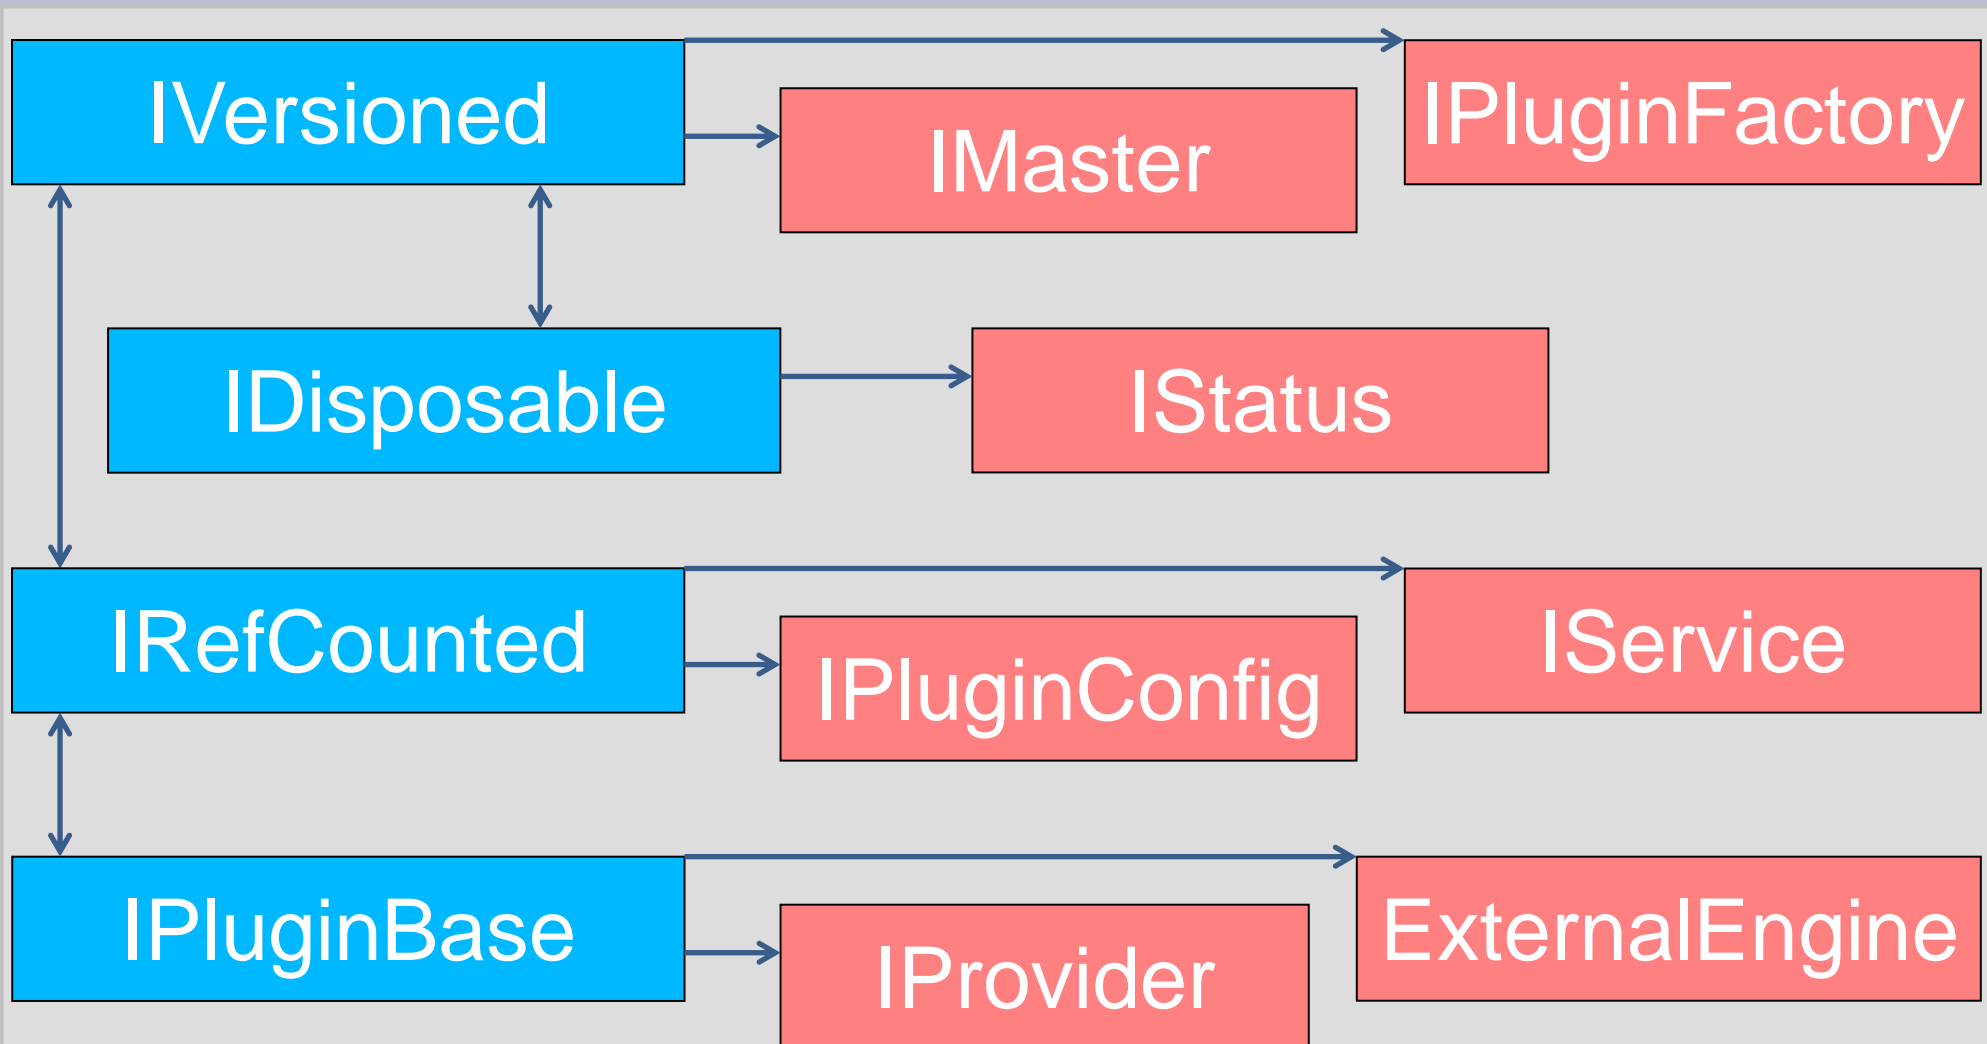 IVersioned
IPluginFactory
IMaster
IDisposable
IStatus
IRefCounted
IService
IPluginConfig
IPluginBase
ExternalEngine
IProvider